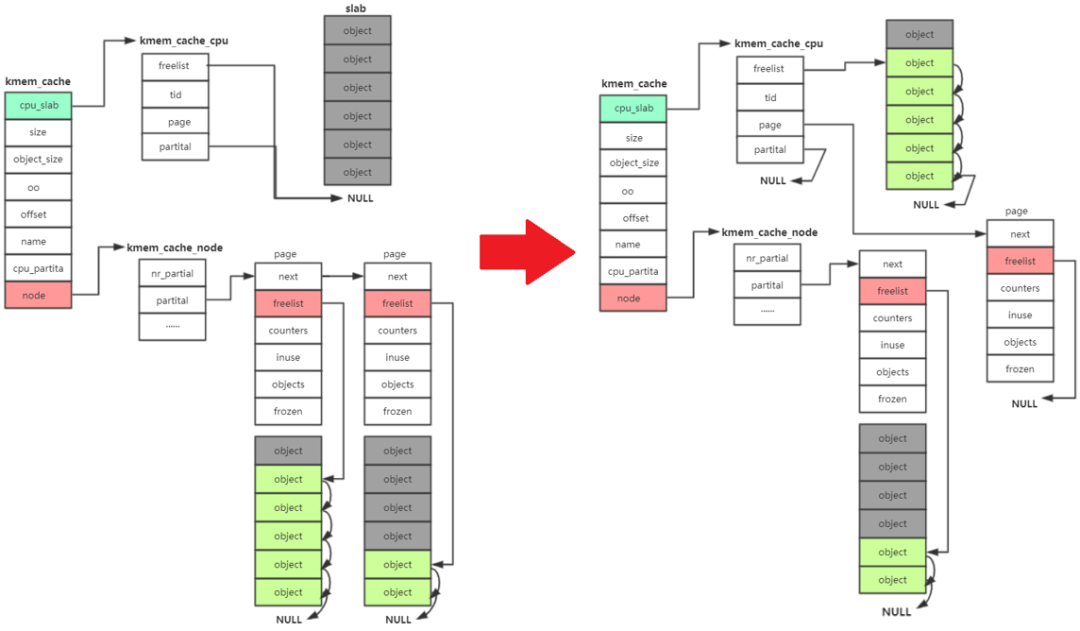 slab
object
object
object
object
object
object
NULL
kmem_cache_cpu
freelist
tid
page
partital
kmem_cache
cpu_slab
size
object_size
oo
offset
name
cpu_partita
node
kmem_cache_node
nr_partial
partital
......
page
next
freelist
counters
inuse
objects
frozen
object
object
object
object
object
object
NULL
page
next
freelist
counters
inuse
objects
frozen
object
object
object
object
object
object
NULL
kmem_cache
cpu_slab
size
object_size
oo
offset
name
cpu_partita
node
kmem_cache_cpu
freelist
tid
page
partital
NULL
object
object
object
object
object
object
NULL
kmem_cache_node
nr_partial
partital
......
next
freelist
counters
inuse
objects
frozen
object
object
object
object
object
object
NULL
page
next
freelist
counters
inuse
objects
frozen
NULL